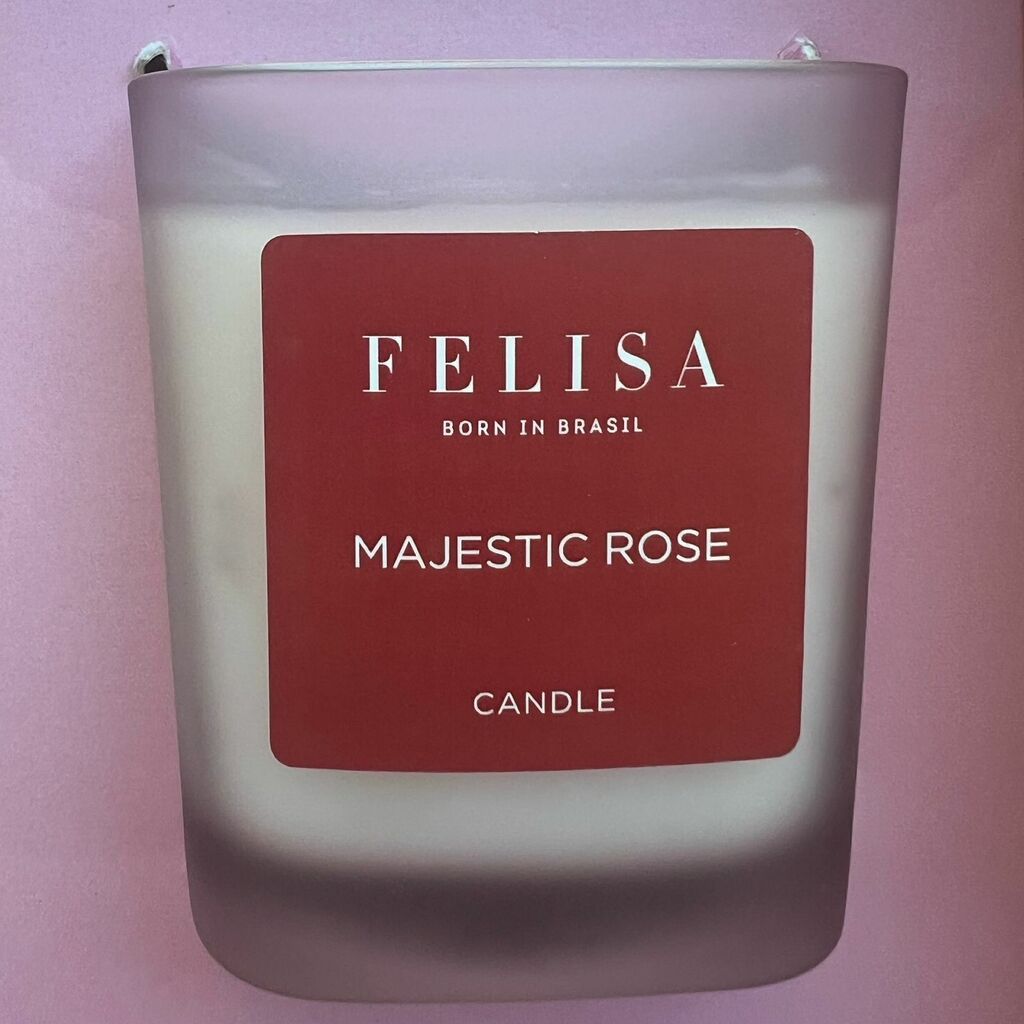 FELISA
BORN IN BRASIL
MAJESTIC ROSE
CANDLE